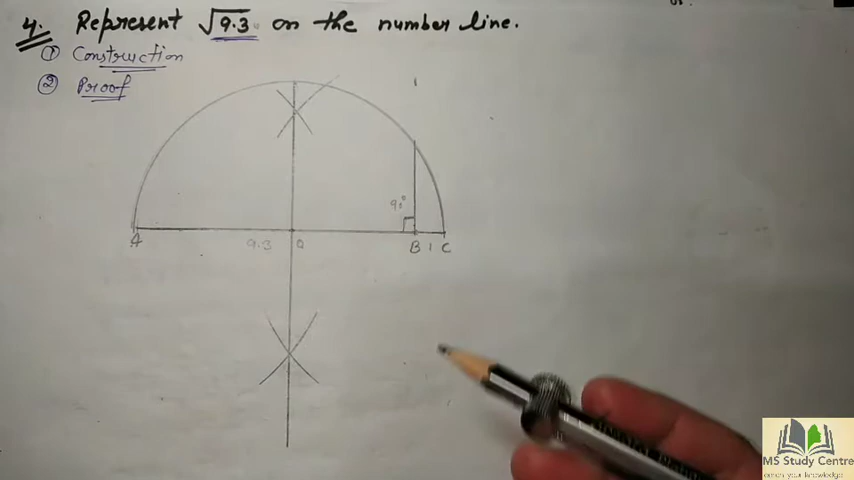 4. Represent √9.3 on the number line.
① Construction
② Proof
90°
A 9.3 O B 1 C
MS Study Centre